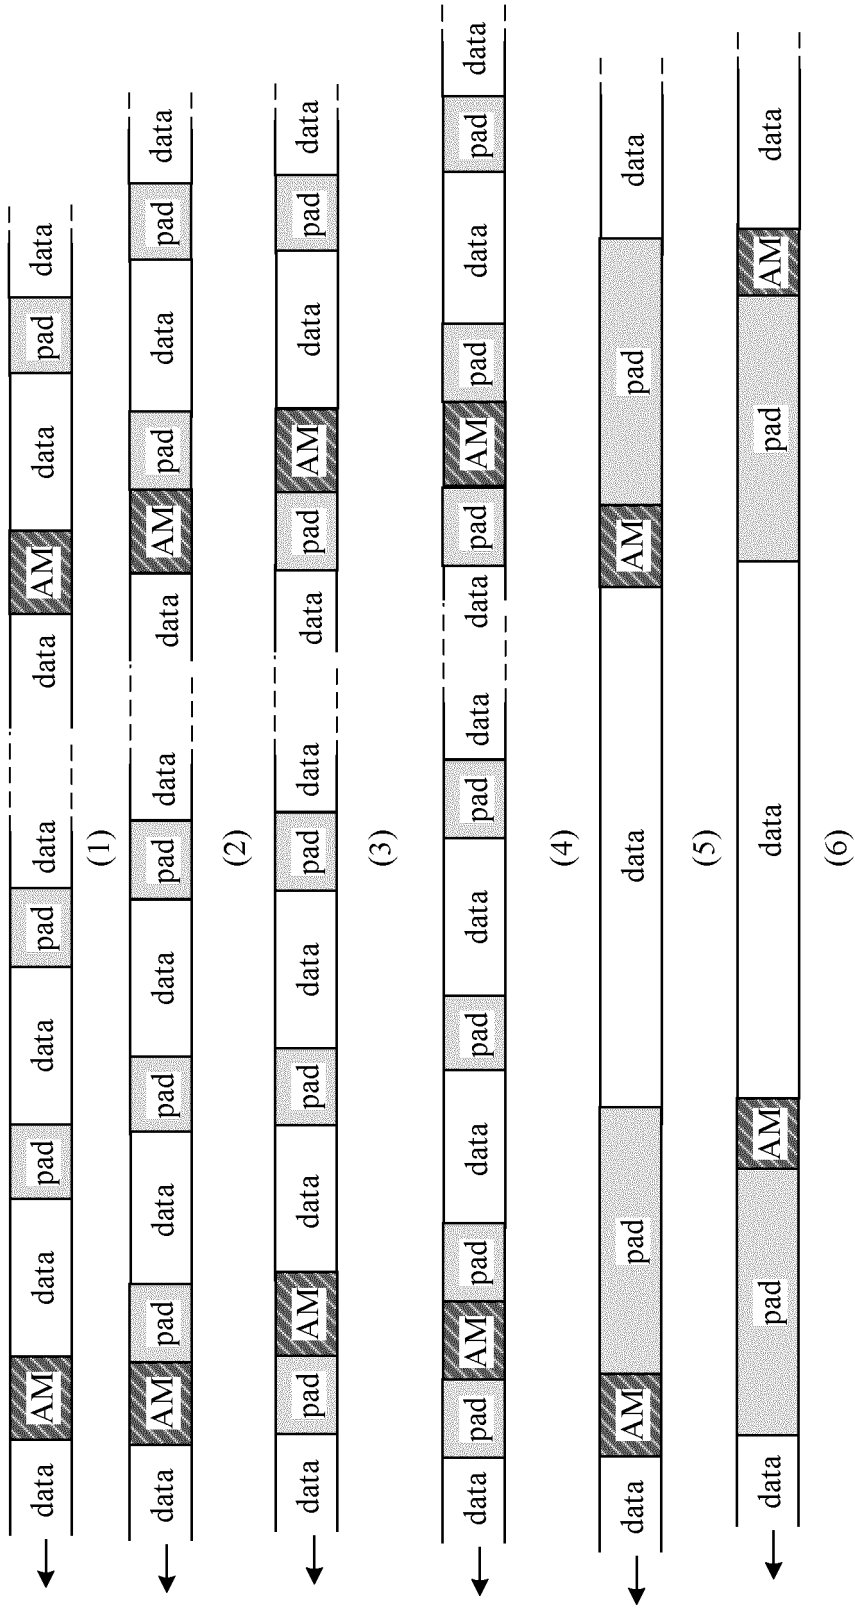 data AM data pad data pad data data AM data pad data
(1)
data AM pad data pad data pad data data AM pad data pad data
(2)
data pad AM data pad data pad data data pad AM data pad data
(3)
data pad AM pad data pad data pad data data pad AM pad data pad data
(4)
data AM pad data AM pad data
(5)
data pad AM data pad AM data
(6)